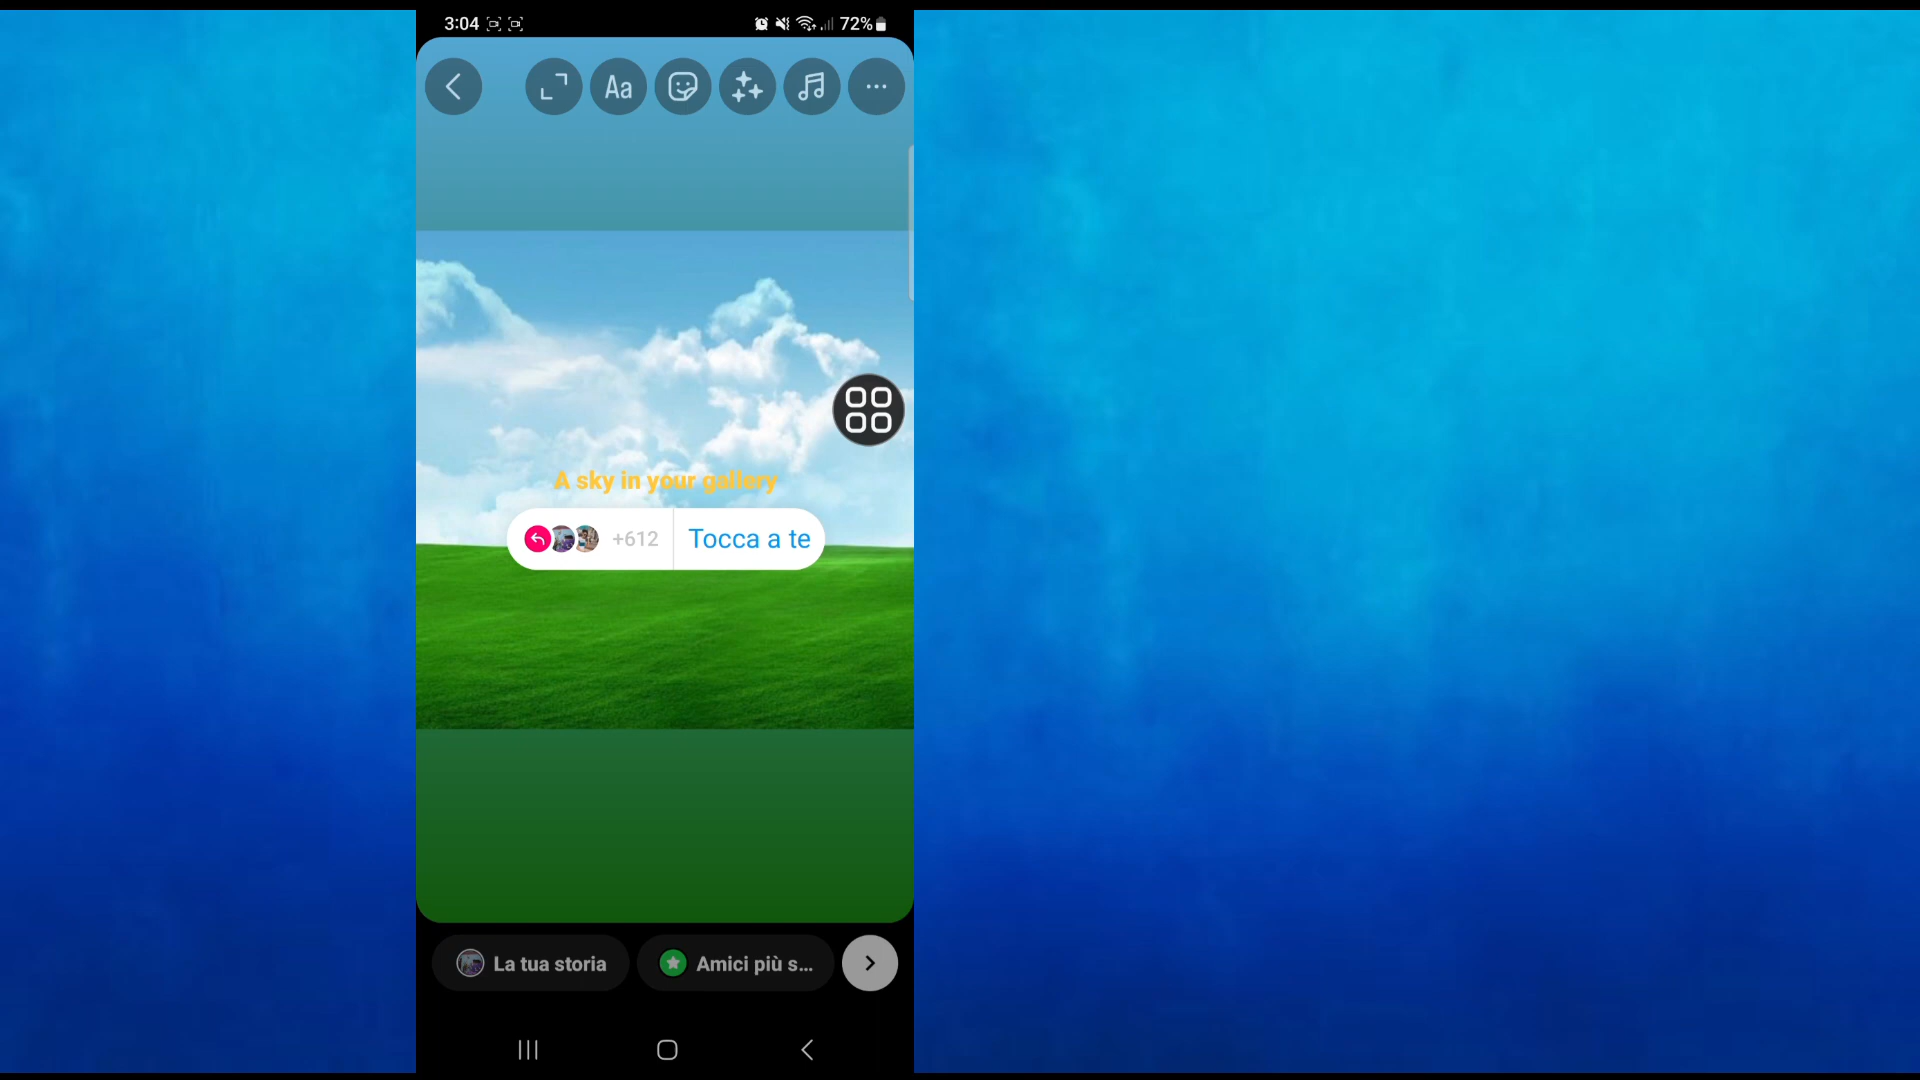 3:04
72%
Aa
A sky in your gallery
+612
Tocca a te
La tua storia
Amici più s...